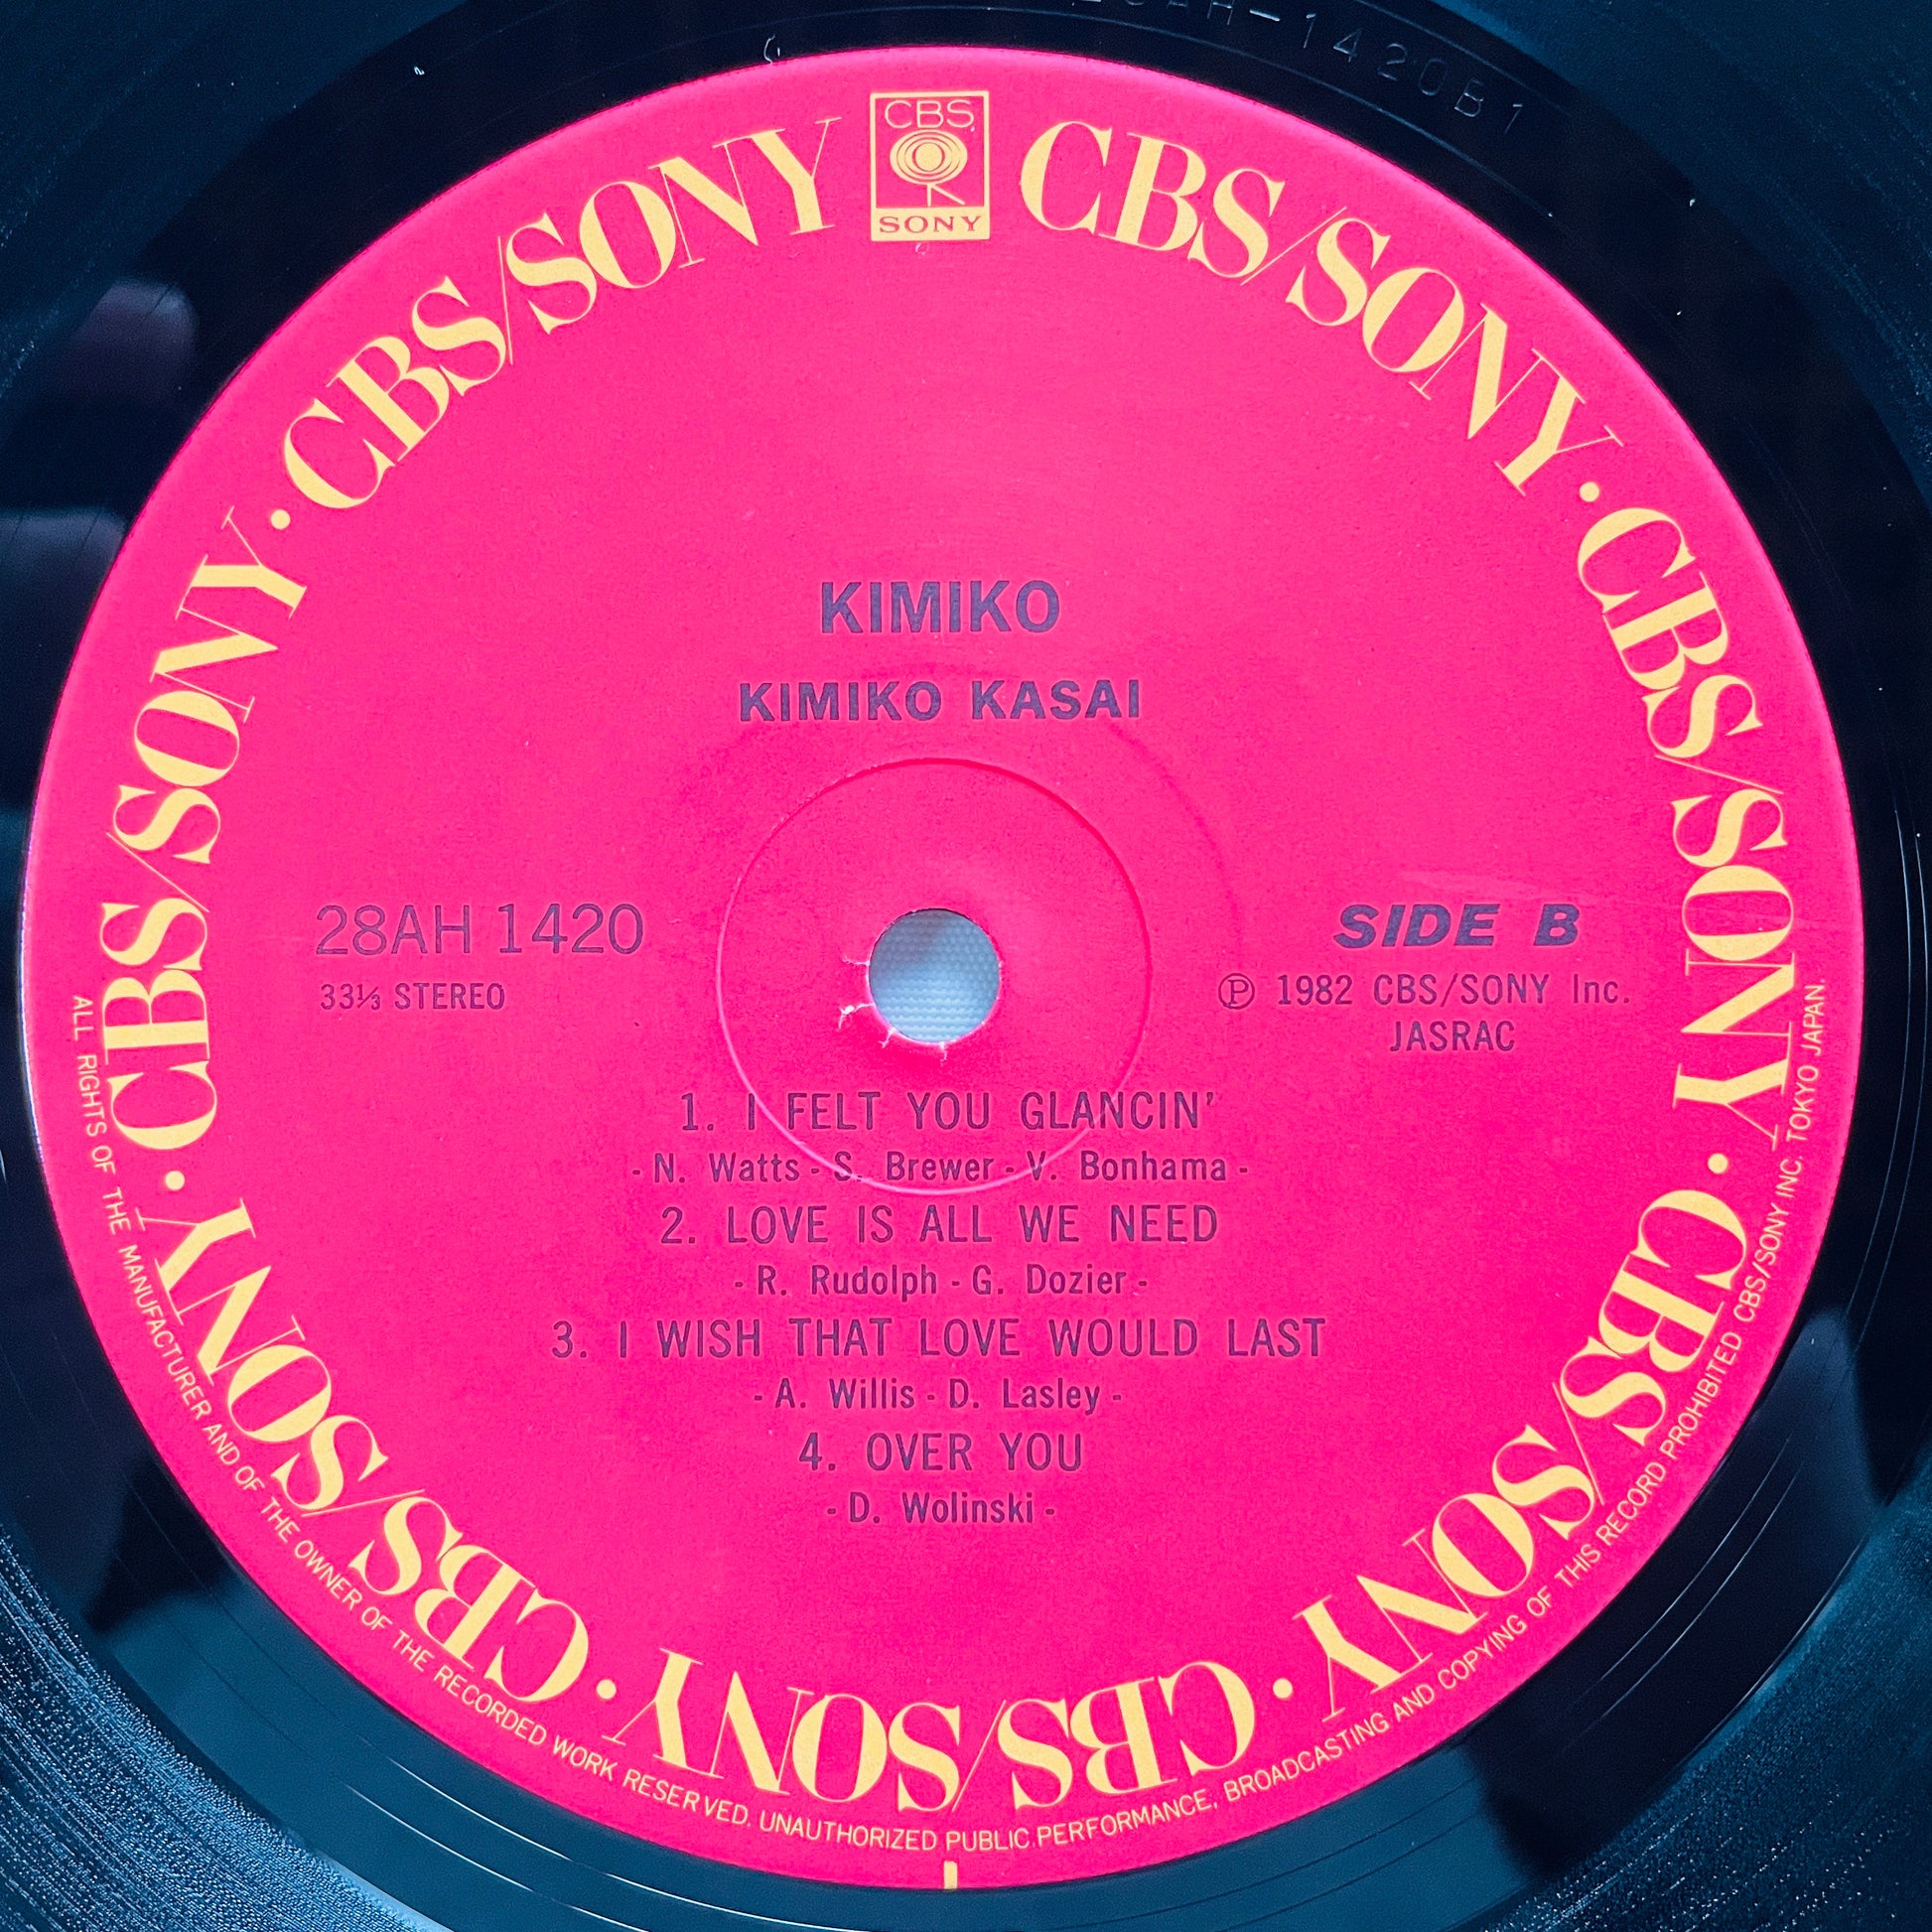 AH-1420B1
CBS
SONY
CBS/SONY · CBS/SONY · CBS/SONY · CBS/SONY · CBS/SONY · CBS/SONY · CBS/SONY
KIMIKO
KIMIKO KASAI
28AH 1420
33⅓ STEREO
SIDE B
Ⓟ 1982 CBS/SONY Inc.
JASRAC
1. I FELT YOU GLANCIN'
- N. Watts - S. Brewer - V. Bonhama -
2. LOVE IS ALL WE NEED
- R. Rudolph - G. Dozier -
3. I WISH THAT LOVE WOULD LAST
- A. Willis - D. Lasley -
4. OVER YOU
- D. Wolinski -
ALL RIGHTS OF THE MANUFACTURER AND OF THE OWNER OF THE RECORDED WORK RESERVED. UNAUTHORIZED PUBLIC PERFORMANCE, BROADCASTING AND COPYING OF THIS RECORD PROHIBITED CBS/SONY INC. TOKYO JAPAN.